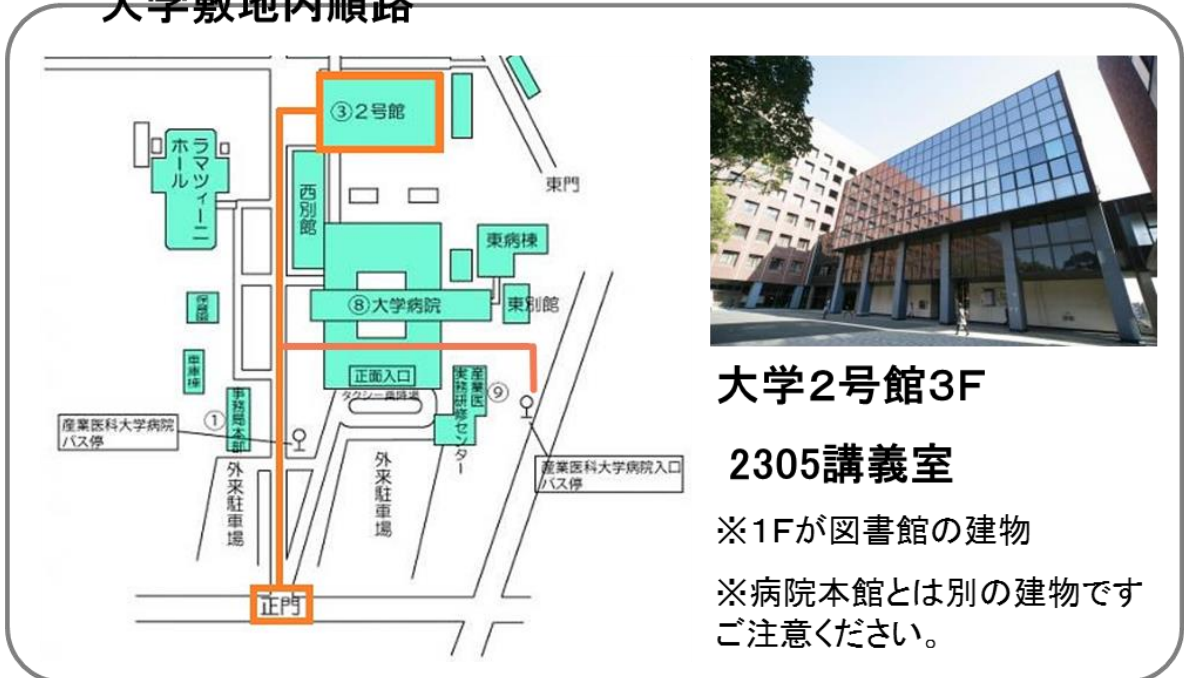 大学敷地内順路
③2号館
ラマツィーニ
ホール
西別館
東門
東病棟
⑧大学病院
東別館
保育園
車庫棟
正面入口
タクシー乗降場
産業医
実務研修センター
⑨
①
事務局本部
産業医科大学病院
バス停
外来駐車場
外来駐車場
産業医科大学病院入口
バス停
正門
大学2号館3F
2305講義室
※1Fが図書館の建物
※病院本館とは別の建物です
ご注意ください。